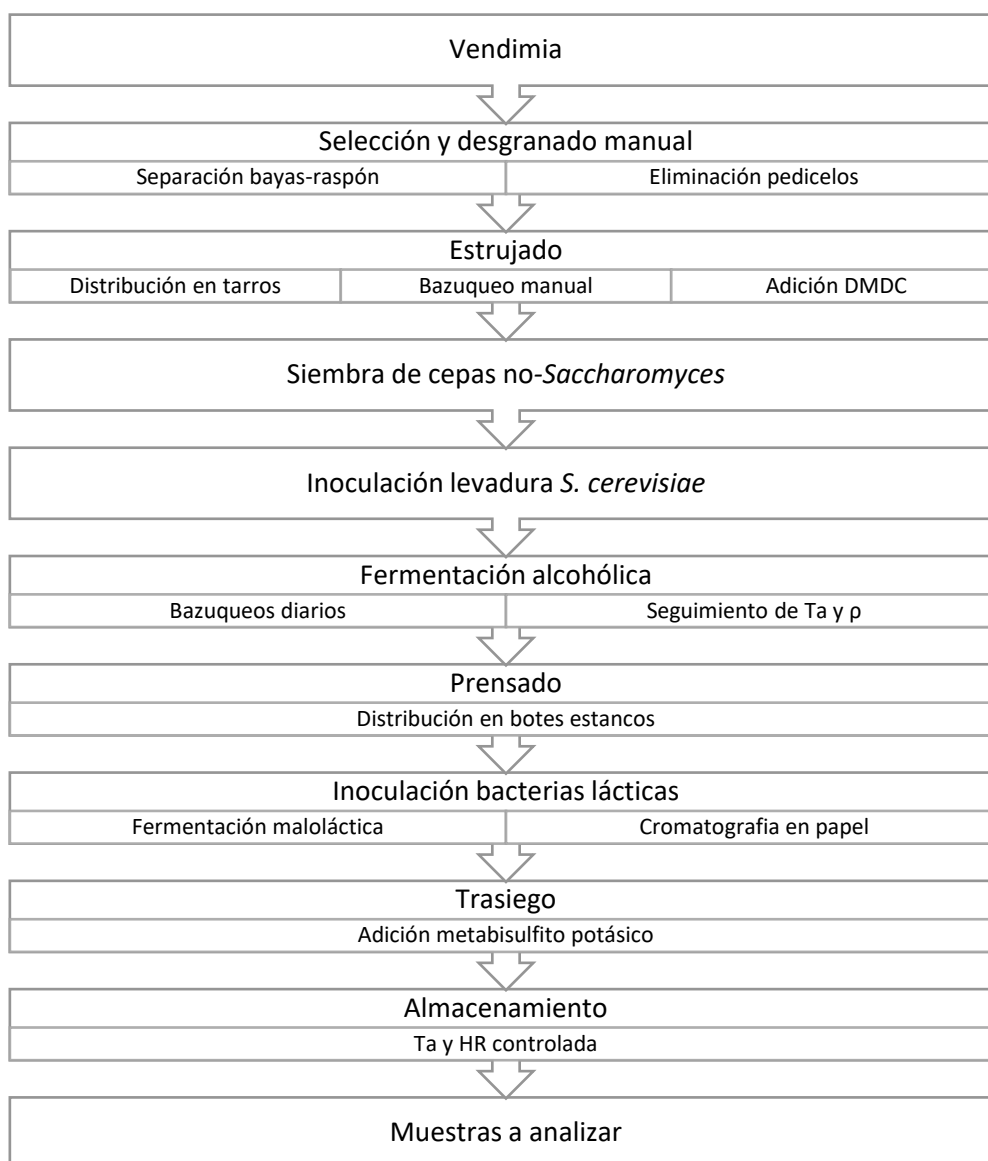 Vendimia
Selección y desgranado manual
Separación bayas-raspón
Eliminación pedicelos
Estrujado
Distribución en tarros
Bazuqueo manual
Adición DMDC
Siembra de cepas no-Saccharomyces
Inoculación levadura S. cerevisiae
Fermentación alcohólica
Bazuqueos diarios
Seguimiento de Ta y ρ
Prensado
Distribución en botes estancos
Inoculación bacterias lácticas
Fermentación maloláctica
Cromatografia en papel
Trasiego
Adición metabisulfito potásico
Almacenamiento
Ta y HR controlada
Muestras a analizar